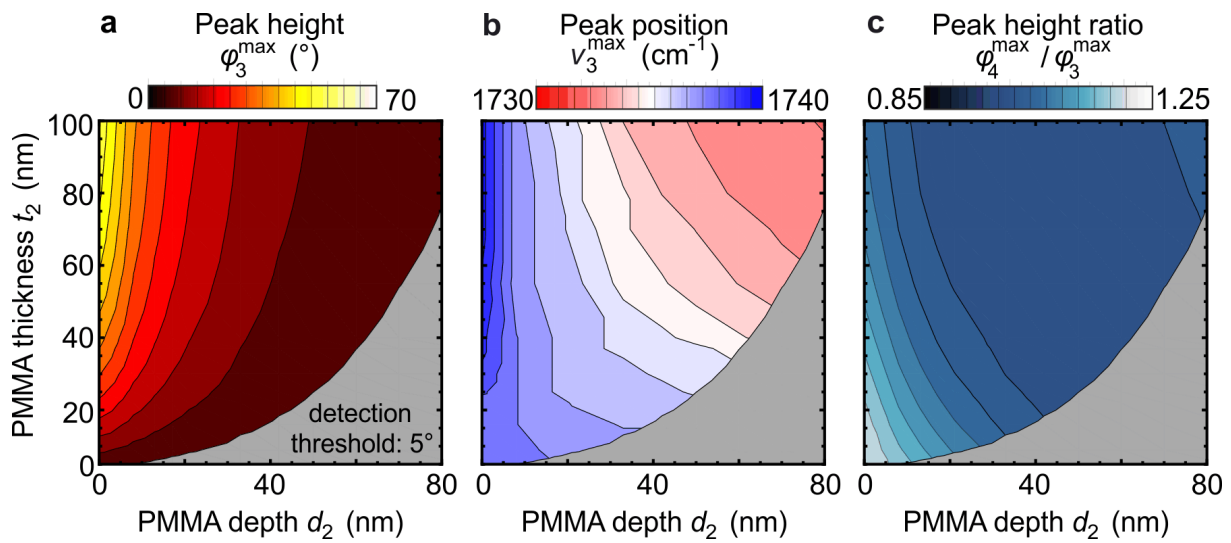 a Peak height
φ₃ᵐᵃˣ (°)
0 70
b Peak position
ν₃ᵐᵃˣ (cm⁻¹)
1730 1740
c Peak height ratio
φ₄ᵐᵃˣ / φ₃ᵐᵃˣ
0.85 1.25
PMMA thickness t₂ (nm)
100
80
60
40
20
0
detection
threshold: 5°
0 40 80
0 40 80
0 40 80
PMMA depth d₂ (nm)
PMMA depth d₂ (nm)
PMMA depth d₂ (nm)